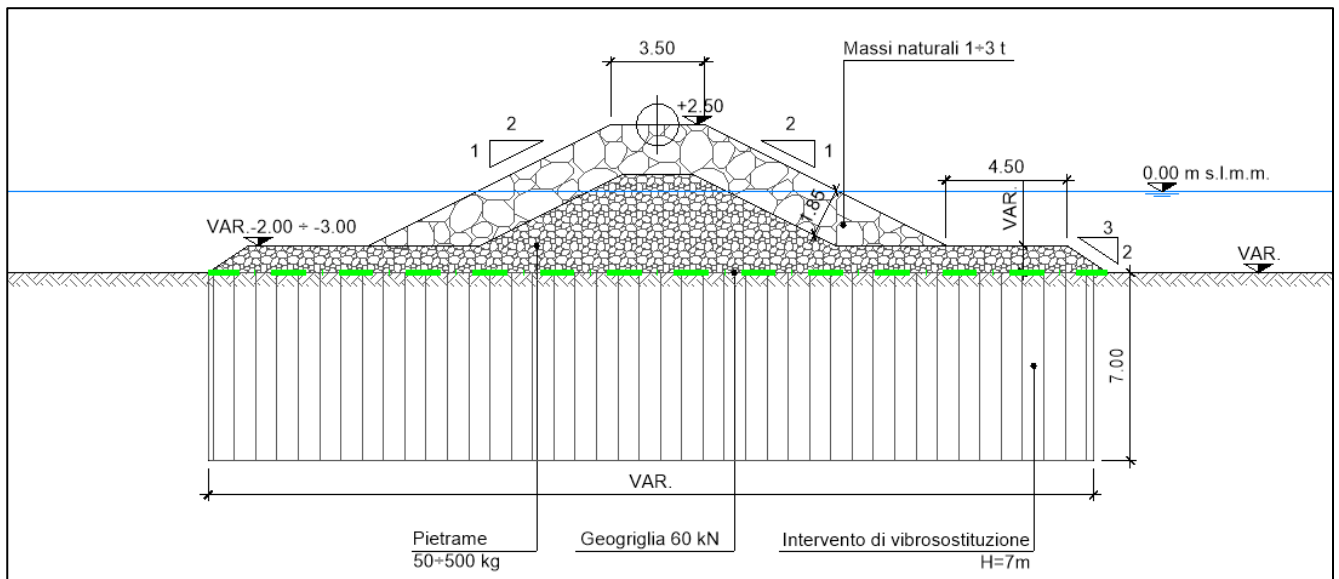 3.50
Massi naturali 1÷3 t
+2.50
2
1
2
1
4.50
0.00 m s.l.m.m.
VAR.
1.85
VAR.-2.00 ÷ -3.00
3
2
VAR.
7.00
VAR.
Pietrame
50÷500 kg
Geogriglia 60 kN
Intervento di vibrosostituzione
H=7m